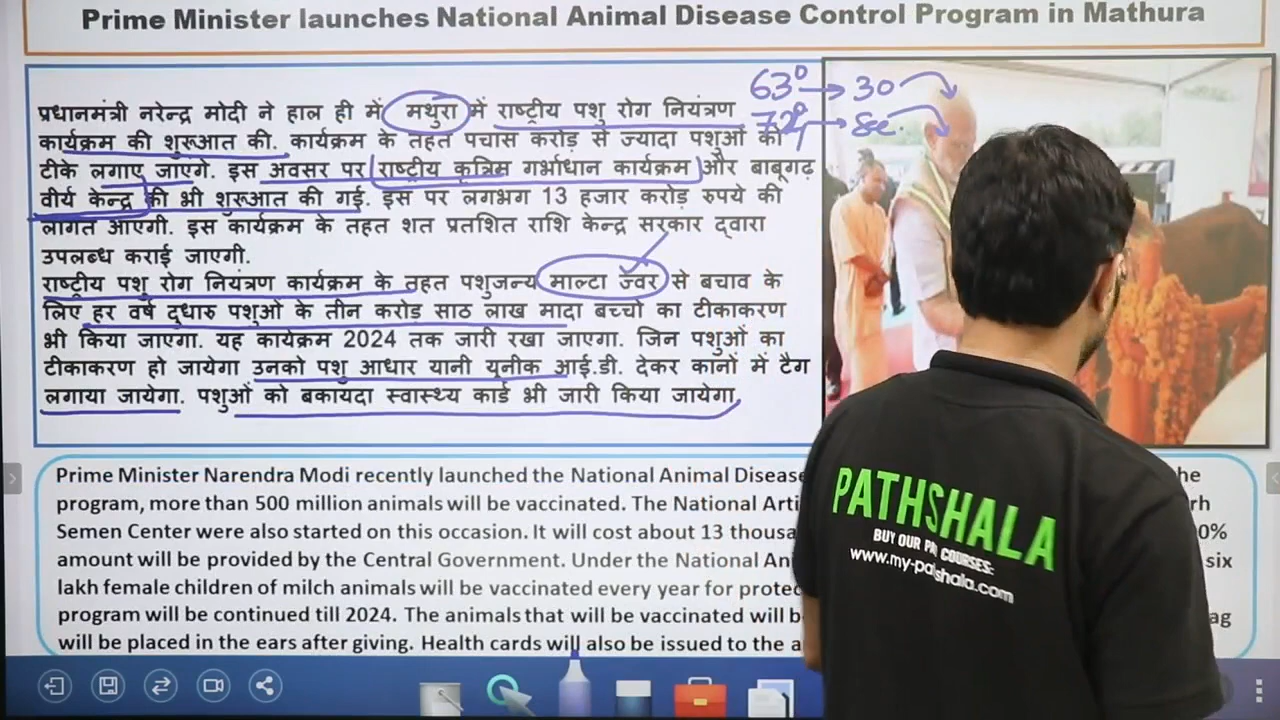 Prime Minister launches National Animal Disease Control Program in Mathura
63° → 30
72° →
प्रधानमंत्री नरेन्द्र मोदी ने हाल ही में मथुरा में राष्ट्रीय पशु रोग नियंत्रण
कार्यक्रम की शुरूआत की. कार्यक्रम के तहत पचास करोड़ से ज्यादा पशुओं को
टीके लगाए जाएगे. इस अवसर पर राष्ट्रीय कृत्रिम गर्भाधान कार्यक्रम और बाबूगढ़
वीर्य केन्द्र की भी शुरूआत की गई. इस पर लगभग 13 हजार करोड़ रुपये की
लागत आएगी. इस कार्यक्रम के तहत शत प्रतशित राशि केन्द्र सरकार द्वारा
उपलब्ध कराई जाएगी.
राष्ट्रीय पशु रोग नियंत्रण कार्यक्रम के तहत पशुजन्य माल्टा ज्वर से बचाव के
लिए हर वर्ष दुधारु पशुओं के तीन करोड़ साठ लाख मादा बच्चों का टीकाकरण
भी किया जाएगा. यह कार्यक्रम 2024 तक जारी रखा जाएगा. जिन पशुओं का
टीकाकरण हो जायेगा उनको पशु आधार यानी यूनीक आई.डी. देकर कानों में टैग
लगाया जायेगा. पशुओं को बकायदा स्वास्थ्य कार्ड भी जारी किया जायेगा.
Prime Minister Narendra Modi recently launched the National Animal Disease
program, more than 500 million animals will be vaccinated. The National
Semen Center were also started on this occasion. It will cost about 13 0%
amount will be provided by the Central Government. Under the National six
lakh female children of milch animals will be vaccinated every year for
program will be continued till 2024. The animals that will be vaccinated will
will be placed in the ears after giving. Health cards will also be issued to the
PATHSHALA
BUY OUR COURSES:
www.my-pathshala.com